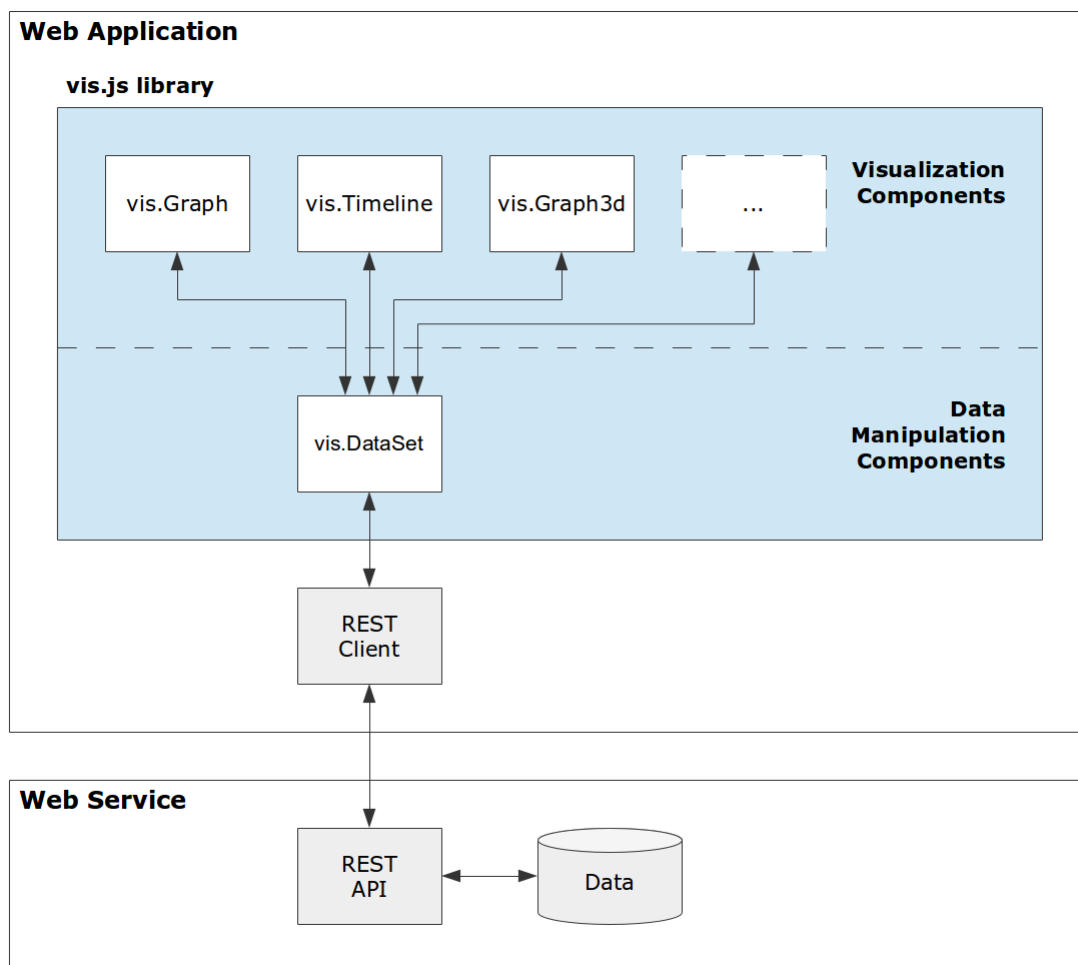 Web Application
vis.js library
vis.Graph
vis.Timeline
vis.Graph3d
...
Visualization
Components
vis.DataSet
Data
Manipulation
Components
REST
Client
Web Service
REST
API
Data